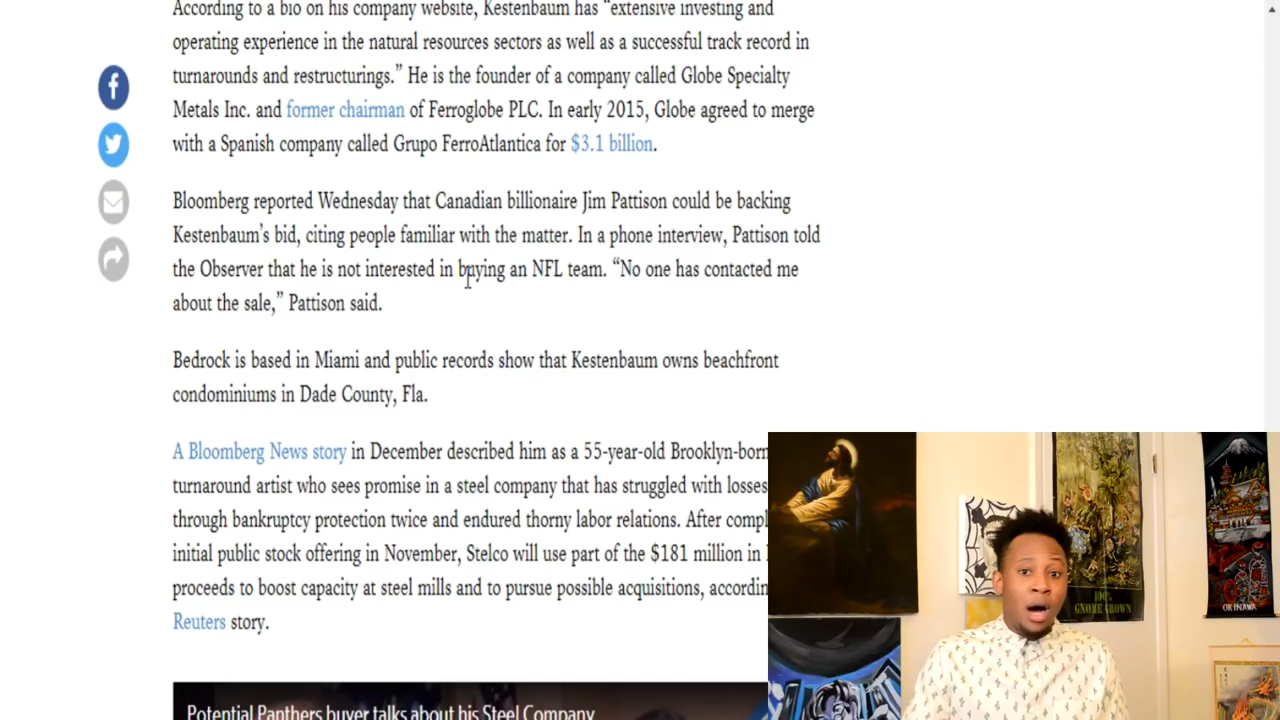 According to a bio on his company website, Kestenbaum has “extensive investing and
operating experience in the natural resources sectors as well as a successful track record in
turnarounds and restructurings.” He is the founder of a company called Globe Specialty
Metals Inc. and former chairman of Ferroglobe PLC. In early 2015, Globe agreed to merge
with a Spanish company called Grupo FerroAtlantica for $3.1 billion.
Bloomberg reported Wednesday that Canadian billionaire Jim Pattison could be backing
Kestenbaum’s bid, citing people familiar with the matter. In a phone interview, Pattison told
the Observer that he is not interested in buying an NFL team. “No one has contacted me
about the sale,” Pattison said.
Bedrock is based in Miami and public records show that Kestenbaum owns beachfront
condominiums in Dade County, Fla.
A Bloomberg News story in December described him as a 55-year-old Brooklyn-born
turnaround artist who sees promise in a steel company that has struggled with losses
through bankruptcy protection twice and endured thorny labor relations. After compl
initial public stock offering in November, Stelco will use part of the $181 million in
proceeds to boost capacity at steel mills and to pursue possible acquisitions, accordin
Reuters story.
Potential Panthers buyer talks about his Steel Company
100%
GNOME GROWN
OKINAWA